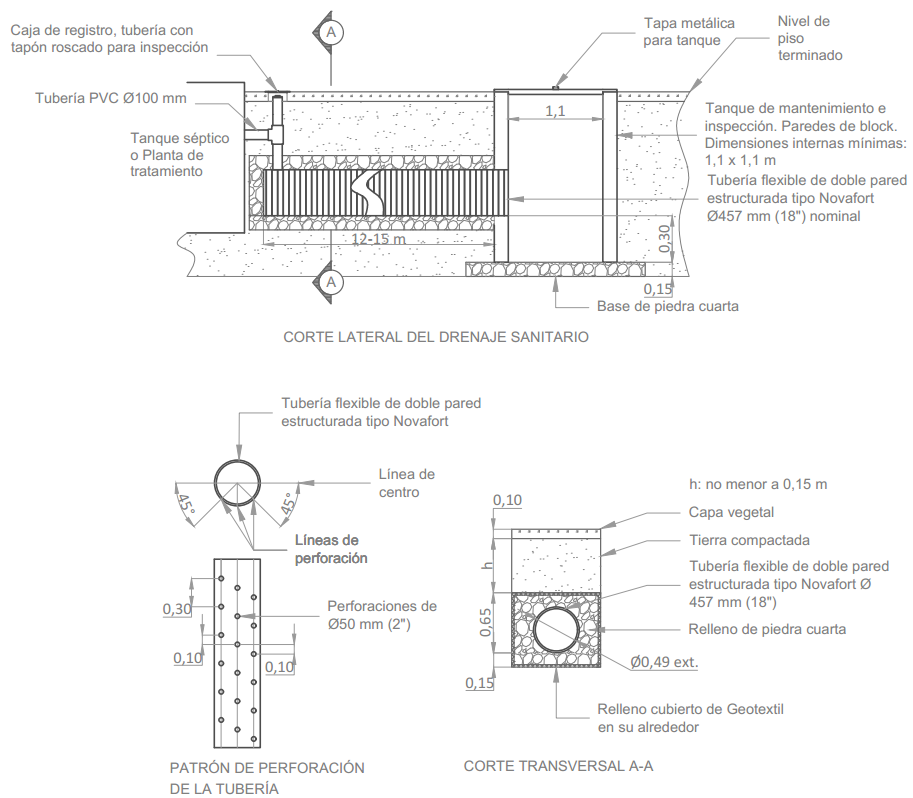 Caja de registro, tubería con
tapón roscado para inspección
A
Tapa metálica
para tanque
Nivel de
piso
terminado
Tubería PVC Ø100 mm
Tanque séptico
o Planta de
tratamiento
1,1
Tanque de mantenimiento e
inspección. Paredes de block.
Dimensiones internas mínimas:
1,1 x 1,1 m
Tubería flexible de doble pared
estructurada tipo Novafort
Ø457 mm (18") nominal
12-15 m
0,30
0,15
A
Base de piedra cuarta
CORTE LATERAL DEL DRENAJE SANITARIO
Tubería flexible de doble pared
estructurada tipo Novafort
Línea de
centro
45°
45°
Líneas de
perforación
0,30
0,10
0,10
Perforaciones de
Ø50 mm (2")
PATRÓN DE PERFORACIÓN
DE LA TUBERÍA
h: no menor a 0,15 m
0,10
Capa vegetal
h
Tierra compactada
Tubería flexible de doble pared
estructurada tipo Novafort Ø
457 mm (18")
0,65
Relleno de piedra cuarta
Ø0,49 ext.
0,15
Relleno cubierto de Geotextil
en su alrededor
CORTE TRANSVERSAL A-A